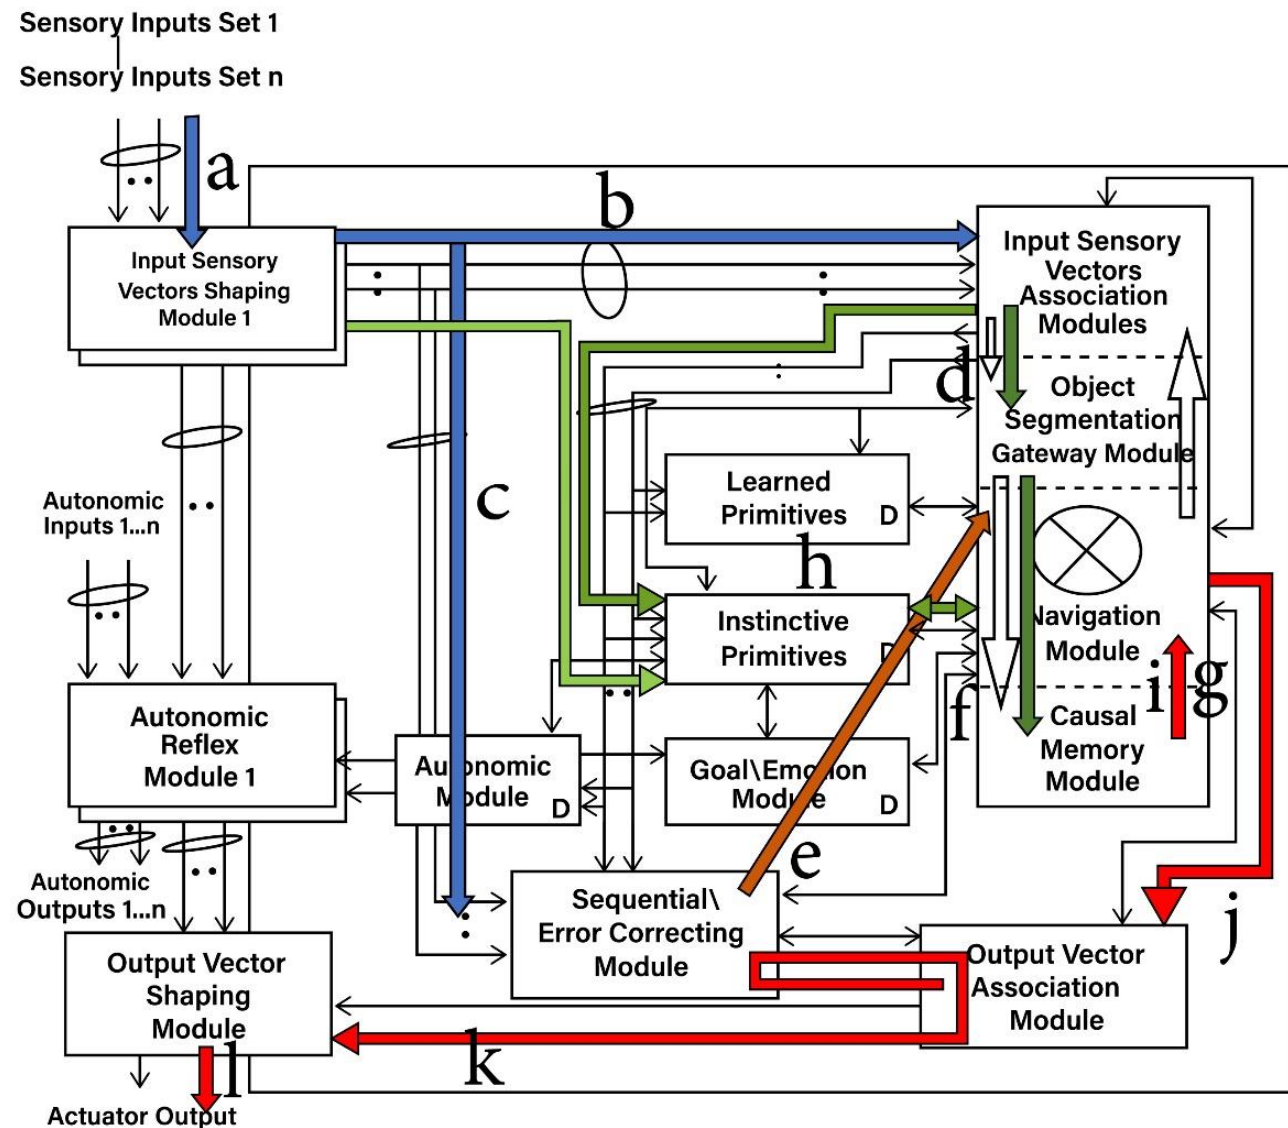 Sensory Inputs Set 1
Sensory Inputs Set n
a
b
Input Sensory
Vectors Shaping
Module 1
Input Sensory
Vectors
Association
Modules
d
Object
Segmentation
Gateway Module
c
Learned
Primitives
D
Autonomic
Inputs 1...n
h
Instinctive
Primitives
D
Navigation
Module
i
g
f
Autonomic
Reflex
Module 1
Causal
Memory
Module
Autonomic
Module
D
Goal\Emotion
Module
D
e
Autonomic
Outputs 1...n
Sequential\
Error Correcting
Module
j
Output Vector
Shaping
Module
Output Vector
Association
Module
k
l
Actuator Output